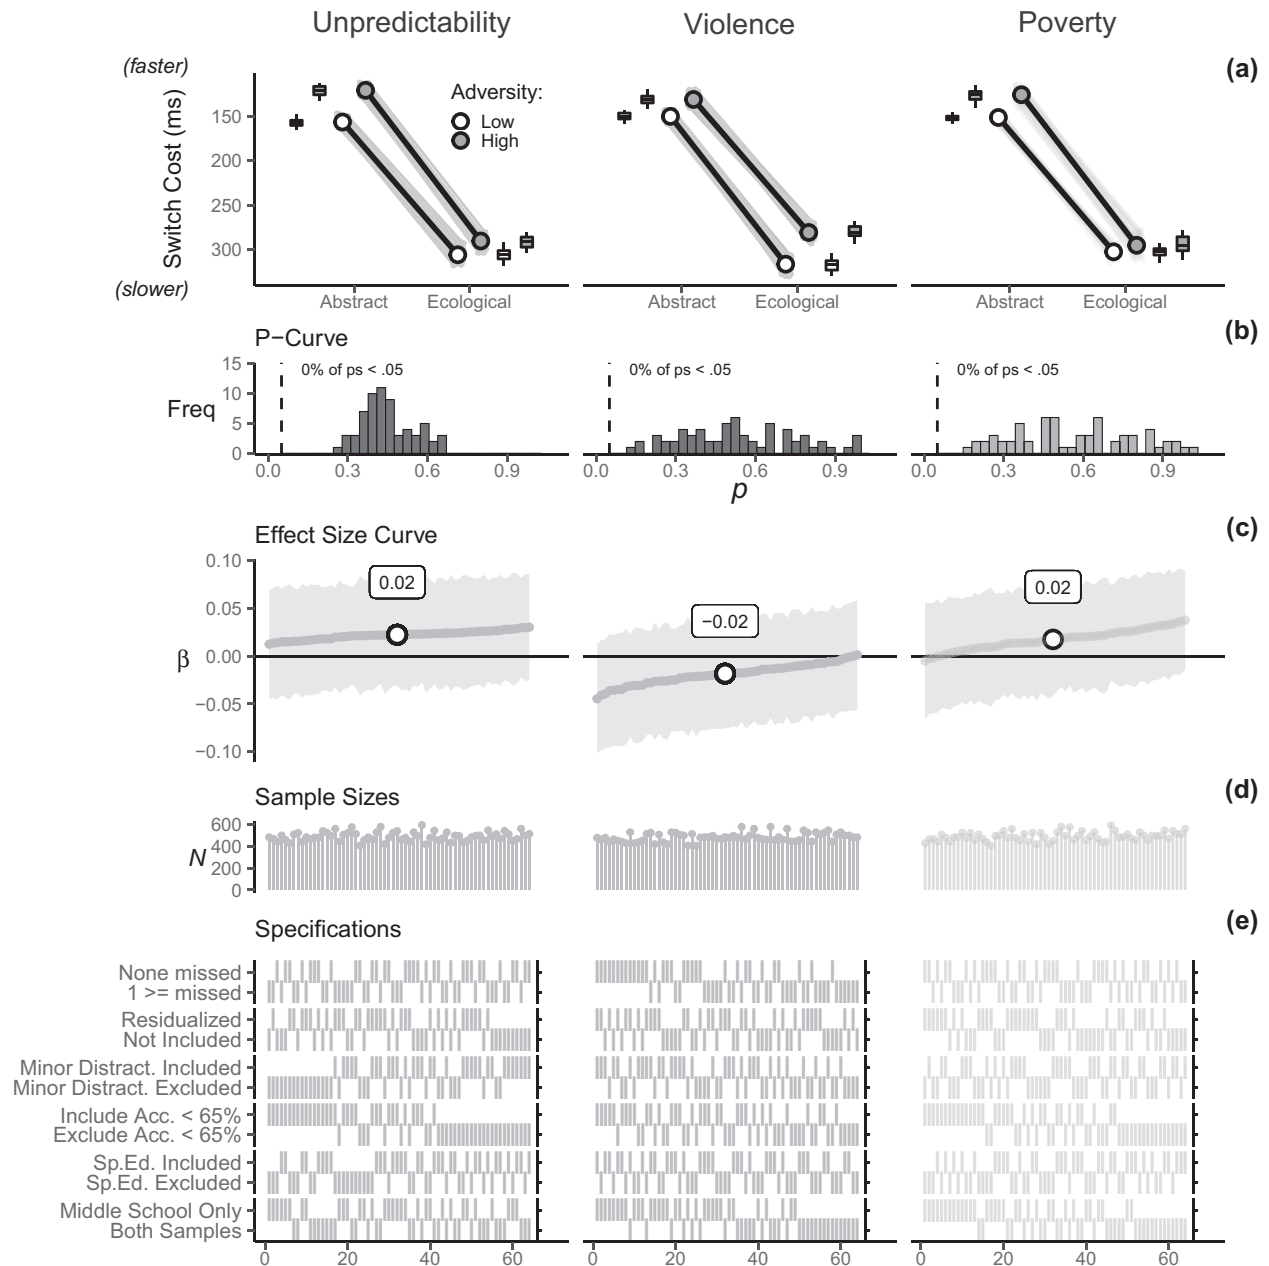 Unpredictability Violence Poverty
(a)
(faster)
Switch Cost (ms)
(slower)
150
200
250
300
Adversity:
Low
High
Abstract Ecological Abstract Ecological Abstract Ecological
(b)
P−Curve
Freq
15
10
5
0
0% of ps < .05 0% of ps < .05 0% of ps < .05
0.0 0.3 0.6 0.9 0.0 0.3 0.6 0.9 0.0 0.3 0.6 0.9
p
(c)
Effect Size Curve
β
0.10
0.05
0.00
−0.05
−0.10
0.02 −0.02 0.02
(d)
Sample Sizes
N
600
400
200
0
(e)
Specifications
None missed
1 >= missed
Residualized
Not Included
Minor Distract. Included
Minor Distract. Excluded
Include Acc. < 65%
Exclude Acc. < 65%
Sp.Ed. Included
Sp.Ed. Excluded
Middle School Only
Both Samples
0 20 40 60 0 20 40 60 0 20 40 60